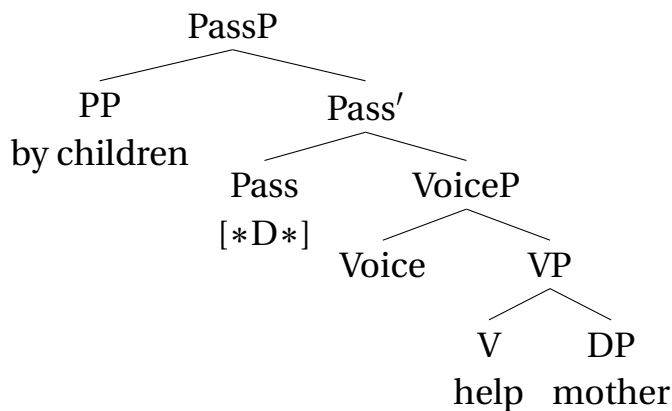 PassP
PP Pass′
by children
Pass VoiceP
[∗D∗]
Voice VP
V DP
help mother